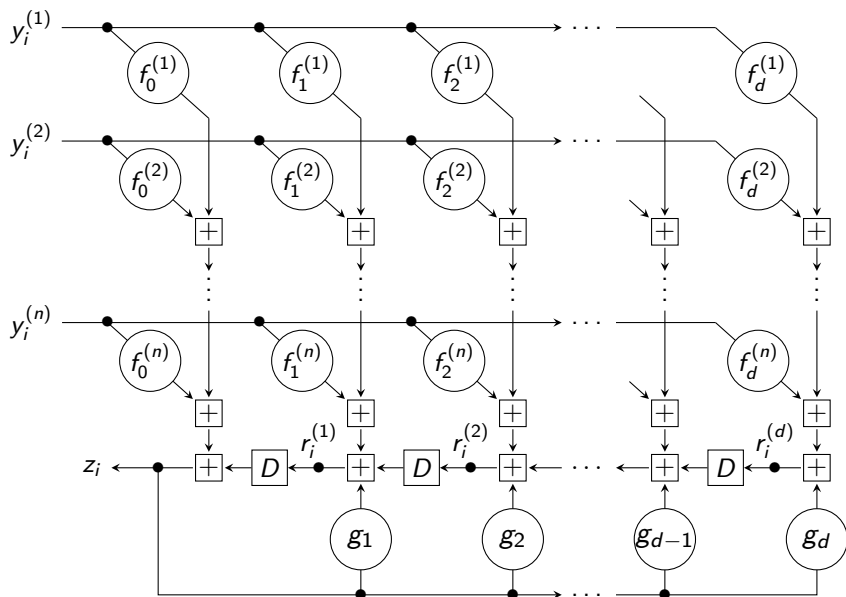 y_i^{(1)} · · ·
f_0^{(1)} f_1^{(1)} f_2^{(1)} f_d^{(1)}
y_i^{(2)} · · ·
f_0^{(2)} f_1^{(2)} f_2^{(2)} f_d^{(2)}
+ + + + +
⋮ ⋮ ⋮ ⋮ ⋮
y_i^{(n)} · · ·
f_0^{(n)} f_1^{(n)} f_2^{(n)} f_d^{(n)}
+ + + + +
r_i^{(1)} r_i^{(2)} r_i^{(d)}
z_i + D + D + · · · + D +
g_1 g_2 g_{d−1} g_d
· · ·